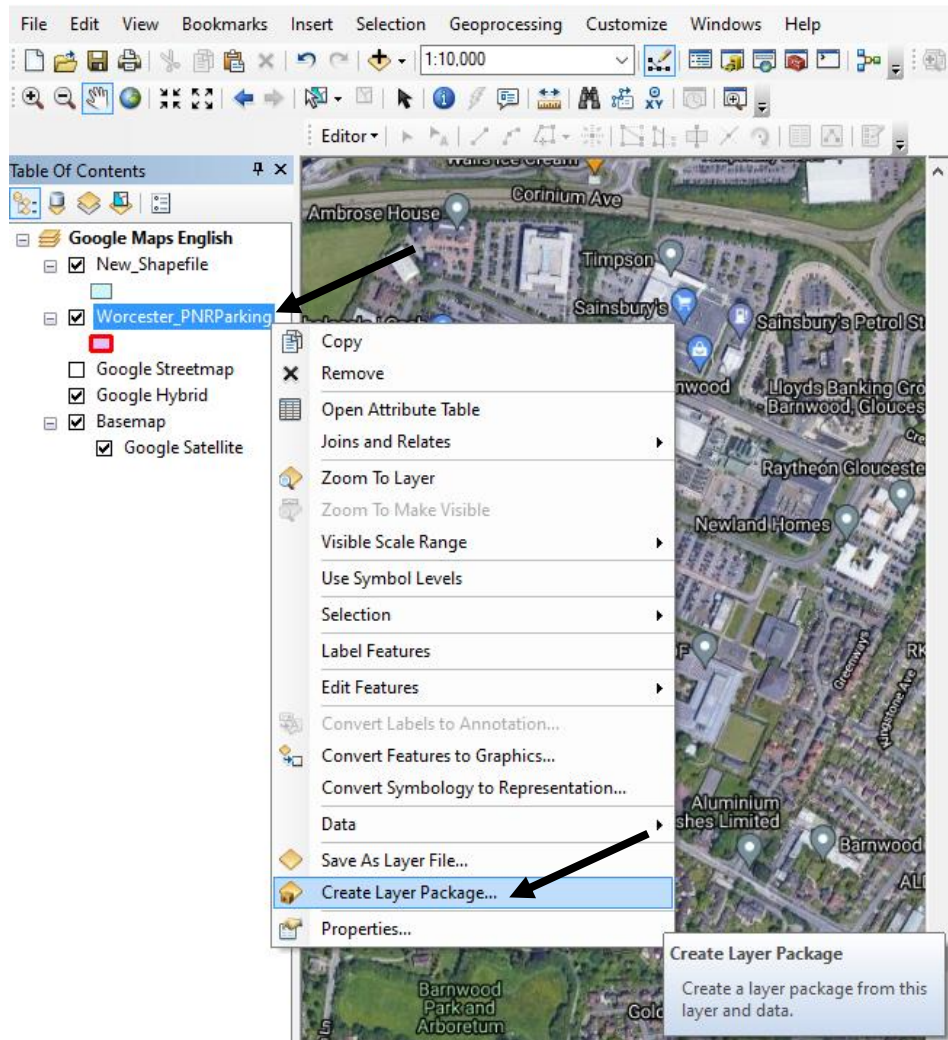 File Edit View Bookmarks Insert Selection Geoprocessing Customize Windows Help
1:10,000
Editor
Table Of Contents
Google Maps English
New_Shapefile
Worcester_PNRParking
Google Streetmap
Google Hybrid
Basemap
Google Satellite
Corinium Ave
Ambrose House
Timpson
Sainsbury's
Sainsbury's Petrol St
Lloyds Banking Gro
Barnwood, Glouces
Raytheon Glouceste
Newland Homes
Greenways
Kingstone Ave
Aluminium
shes Limited
Barnwood
Barnwood
Park and
Arboretum
Copy
Remove
Open Attribute Table
Joins and Relates
Zoom To Layer
Zoom To Make Visible
Visible Scale Range
Use Symbol Levels
Selection
Label Features
Edit Features
Convert Labels to Annotation...
Convert Features to Graphics...
Convert Symbology to Representation...
Data
Save As Layer File...
Create Layer Package...
Properties...
Create Layer Package
Create a layer package from this
layer and data.